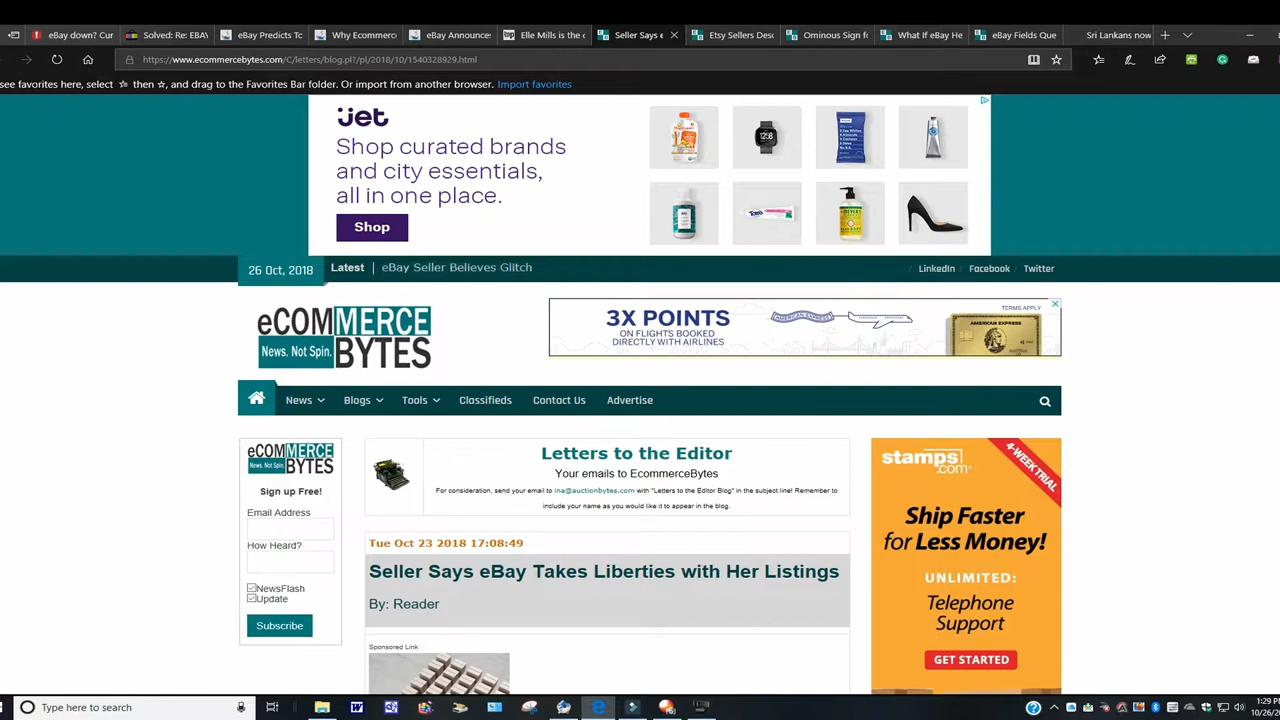 eBay down? Cur
Solved: Re: EBAY
eBay Predicts To
Why Ecommerc
eBay Announces
Elle Mills is the c
Seller Says e
Etsy Sellers Desc
Ominous Sign fo
What If eBay He
eBay Fields Que
Sri Lankans now
https://www.ecommercebytes.com/C/letters/blog.pl?/pl/2018/10/1540328929.html
see favorites here, select ☆ then ☆, and drag to the Favorites Bar folder. Or import from another browser. Import favorites
jet
Shop curated brands
and city essentials,
all in one place.
Shop
26 Oct, 2018
Latest | eBay Seller Believes Glitch
LinkedIn / Facebook / Twitter
eCOMMERCE
News. Not Spin. BYTES
3X POINTS
ON FLIGHTS BOOKED
DIRECTLY WITH AIRLINES
AMERICAN EXPRESS
TERMS APPLY
AMERICAN EXPRESS
News
Blogs
Tools
Classifieds
Contact Us
Advertise
eCOMMERCE
News. Not Spin. BYTES
Sign up Free!
Email Address
How Heard?
NewsFlash
Update
Subscribe
Letters to the Editor
Your emails to EcommerceBytes
For consideration, send your email to ina@auctionbytes.com with "Letters to the Editor Blog" in the subject line! Remember to
include your name as you would like it to appear in the blog.
Tue Oct 23 2018 17:08:49
Seller Says eBay Takes Liberties with Her Listings
By: Reader
Sponsored Link
stamps.com
4-WEEK TRIAL
Ship Faster
for Less Money!
UNLIMITED:
Telephone
Support
GET STARTED
Type here to search
1:29 PM
10/26/20